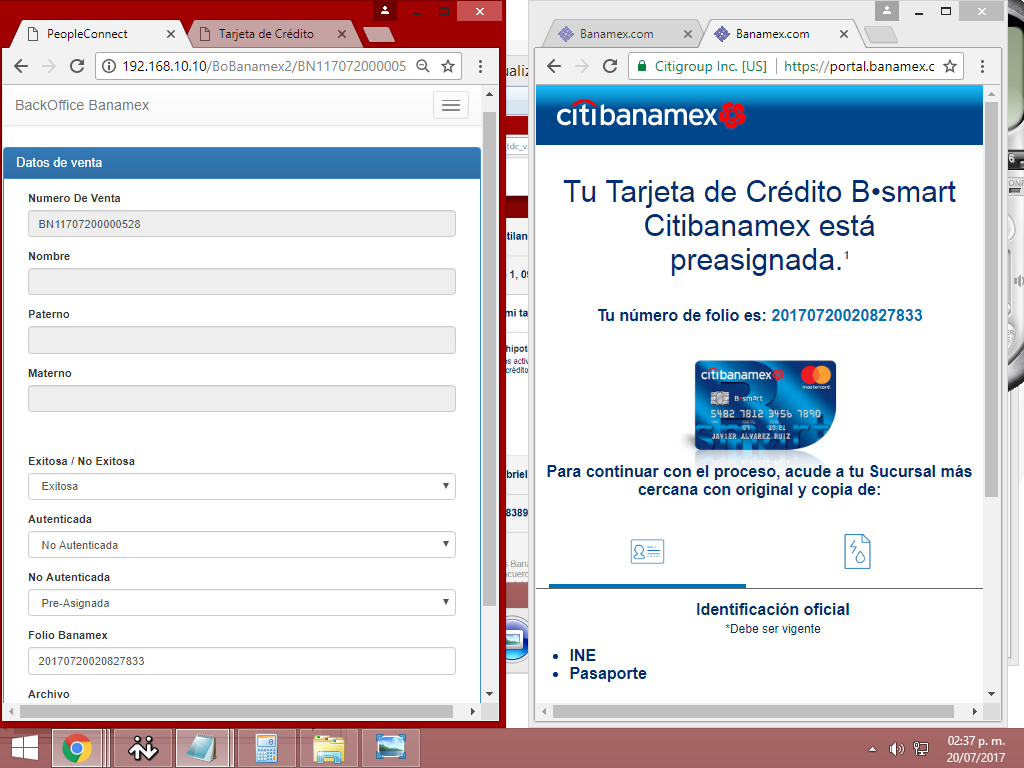 PeopleConnect
Tarjeta de Crédito
192.168.10.10/BoBanamex2/BN117072000005
BackOffice Banamex
Datos de venta
Numero De Venta
BN11707200000528
Nombre
Paterno
Materno
Exitosa / No Exitosa
Exitosa
Autenticada
No Autenticada
No Autenticada
Pre-Asignada
Folio Banamex
20170720020827833
Archivo
Banamex.com
Banamex.com
Citigroup Inc. [US]
https://portal.banamex.c
citibanamex
Tu Tarjeta de Crédito B•smart
Citibanamex está
preasignada.1
Tu número de folio es: 20170720020827833
citibanamex
mastercard.
B•smart
5482 7812 3456 7890
JAVIER ALVAREZ RUIZ
Para continuar con el proceso, acude a tu Sucursal más
cercana con original y copia de:
Identificación oficial
*Debe ser vigente
• INE
• Pasaporte
02:37 p. m.
20/07/2017